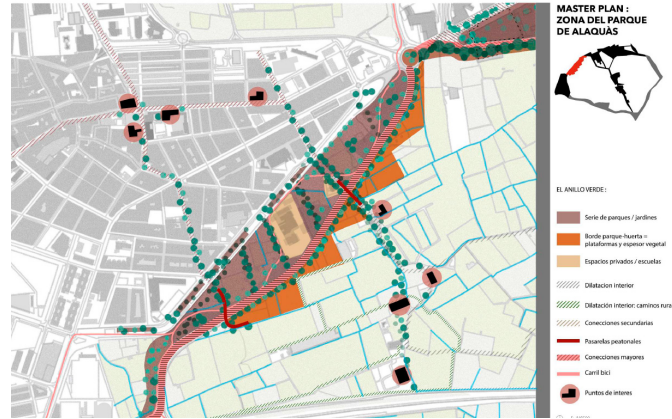 MASTER PLAN :
ZONA DEL PARQUE
DE ALAQUÀS
EL ANILLO VERDE :
Serie de parques / jardines
Borde parque-huerta =
plataformas y espesor vegetal
Espacios privados / escuelas
Dilatacion interior
Dilatación interior: caminos rura
Conecciones secundarias
Pasarelas peatonales
Conecciones mayores
Carril bici
Puntos de interes